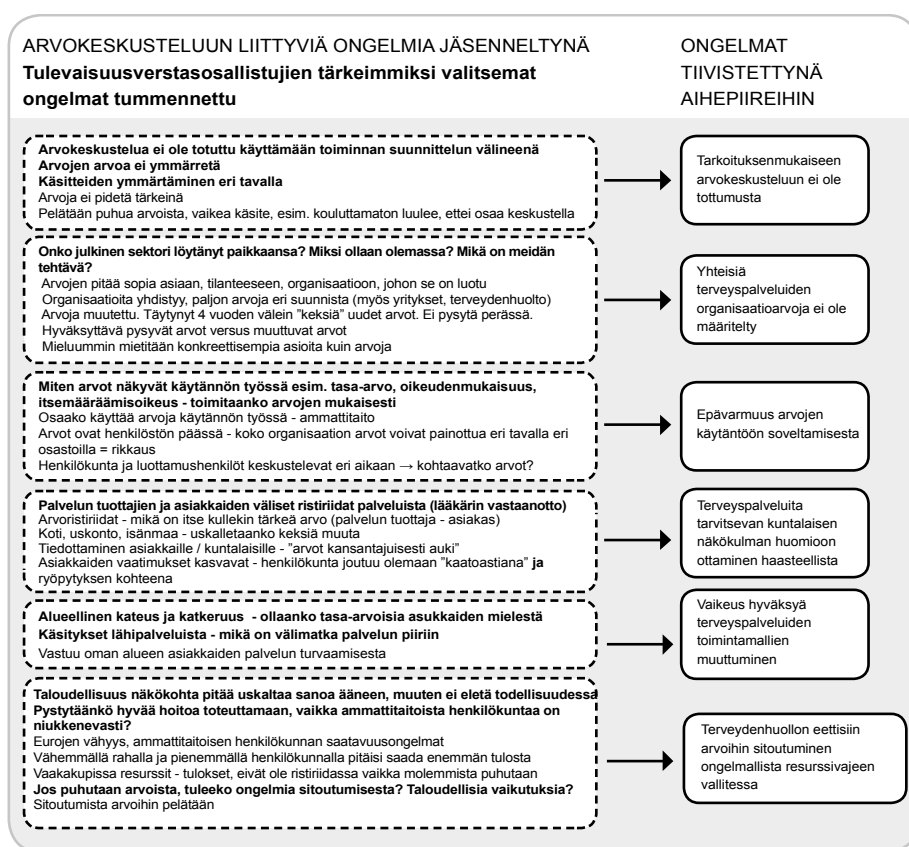 ARVOKESKUSTELUUN LIITTYVIÄ ONGELMIA JÄSENNELTYNÄ
Tulevaisuusverstasosallistujien tärkeimmiksi valitsemat
ongelmat tummennettu
ONGELMAT
TIIVISTETTYNÄ
AIHEPIIREIHIN
Arvokeskustelua ei ole totuttu käyttämään toiminnan suunnittelun välineenä
Arvojen arvoa ei ymmärretä
Käsitteiden ymmärtäminen eri tavalla
Arvoja ei pidetä tärkeinä
Pelätään puhua arvoista, vaikea käsite, esim. kouluttamaton luulee, ettei osaa keskustella
Tarkoituksenmukaiseen
arvokeskusteluun ei ole
tottumusta
Onko julkinen sektori löytänyt paikkaansa? Miksi ollaan olemassa? Mikä on meidän
tehtävä?
Arvojen pitää sopia asiaan, tilanteeseen, organisaatioon, johon se on luotu
Organisaatioita yhdistyy, paljon arvoja eri suunnista (myös yritykset, terveydenhuolto)
Arvoja muutettu. Täytynyt 4 vuoden välein "keksiä" uudet arvot. Ei pysytä perässä.
Hyväksyttävä pysyvät arvot versus muuttuvat arvot
Mieluummin mietitään konkreettisempia asioita kuin arvoja
Yhteisiä
terveyspalveluiden
organisaatioarvoja ei ole
määritelty
Miten arvot näkyvät käytännön työssä esim. tasa-arvo, oikeudenmukaisuus,
itsemääräämisoikeus - toimitaanko arvojen mukaisesti
Osaako käyttää arvoja käytännön työssä - ammattitaito
Arvot ovat henkilöstön päässä - koko organisaation arvot voivat painottua eri tavalla eri
osastoilla = rikkaus
Henkilökunta ja luottamushenkilöt keskustelevat eri aikaan → kohtaavatko arvot?
Epävarmuus arvojen
käytäntöön soveltamisesta
Palvelun tuottajien ja asiakkaiden väliset ristiriidat palveluista (lääkärin vastaanotto)
Arvoristiriidat - mikä on itse kullekin tärkeä arvo (palvelun tuottaja - asiakas)
Koti, uskonto, isänmaa - uskalletaanko keksiä muuta
Tiedottaminen asiakkaille / kuntalaisille - "arvot kansantajuisesti auki"
Asiakkaiden vaatimukset kasvavat - henkilökunta joutuu olemaan "kaatoastiana" ja
ryöpytyksen kohteena
Terveyspalveluita
tarvitsevan kuntalaisen
näkökulman huomioon
ottaminen haasteellista
Alueellinen kateus ja katkeruus - ollaanko tasa-arvoisia asukkaiden mielestä
Käsitykset lähipalveluista - mikä on välimatka palvelun piiriin
Vastuu oman alueen asiakkaiden palvelun turvaamisesta
Vaikeus hyväksyä
terveyspalveluiden
toimintamallien
muuttuminen
Taloudellisuus näkökohta pitää uskaltaa sanoa ääneen, muuten ei eletä todellisuudessa
Pystytäänkö hyvää hoitoa toteuttamaan, vaikka ammattitaitoista henkilökuntaa on
niukkenevasti?
Eurojen vähyys, ammattitaitoisen henkilökunnan saatavuusongelmat
Vähemmällä rahalla ja pienemmällä henkilökunnalla pitäisi saada enemmän tulosta
Vaakakupissa resurssit - tulokset, eivät ole ristiriidassa vaikka molemmista puhutaan
Jos puhutaan arvoista, tuleeko ongelmia sitoutumisesta? Taloudellisia vaikutuksia?
Sitoutumista arvoihin pelätään
Terveydenhuollon eettisiin
arvoihin sitoutuminen
ongelmallista resurssivajeen
vallitessa